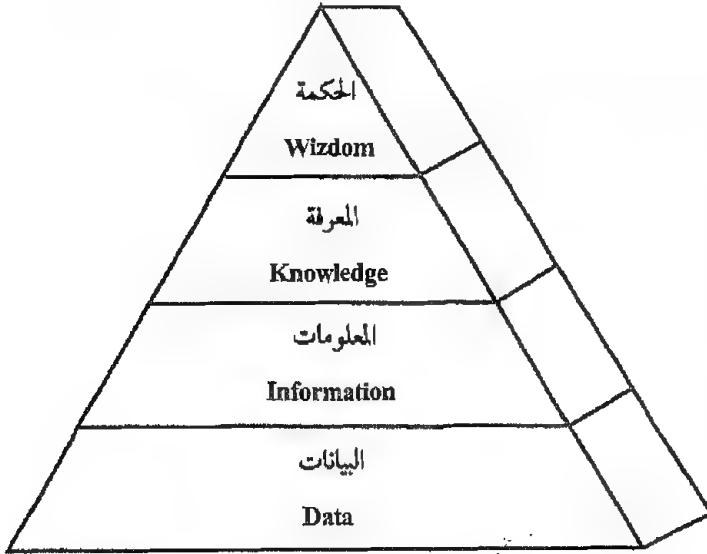 الحكمة
Wizdom
المعرفة
Knowledge
المعلومات
Information
البيانات
Data